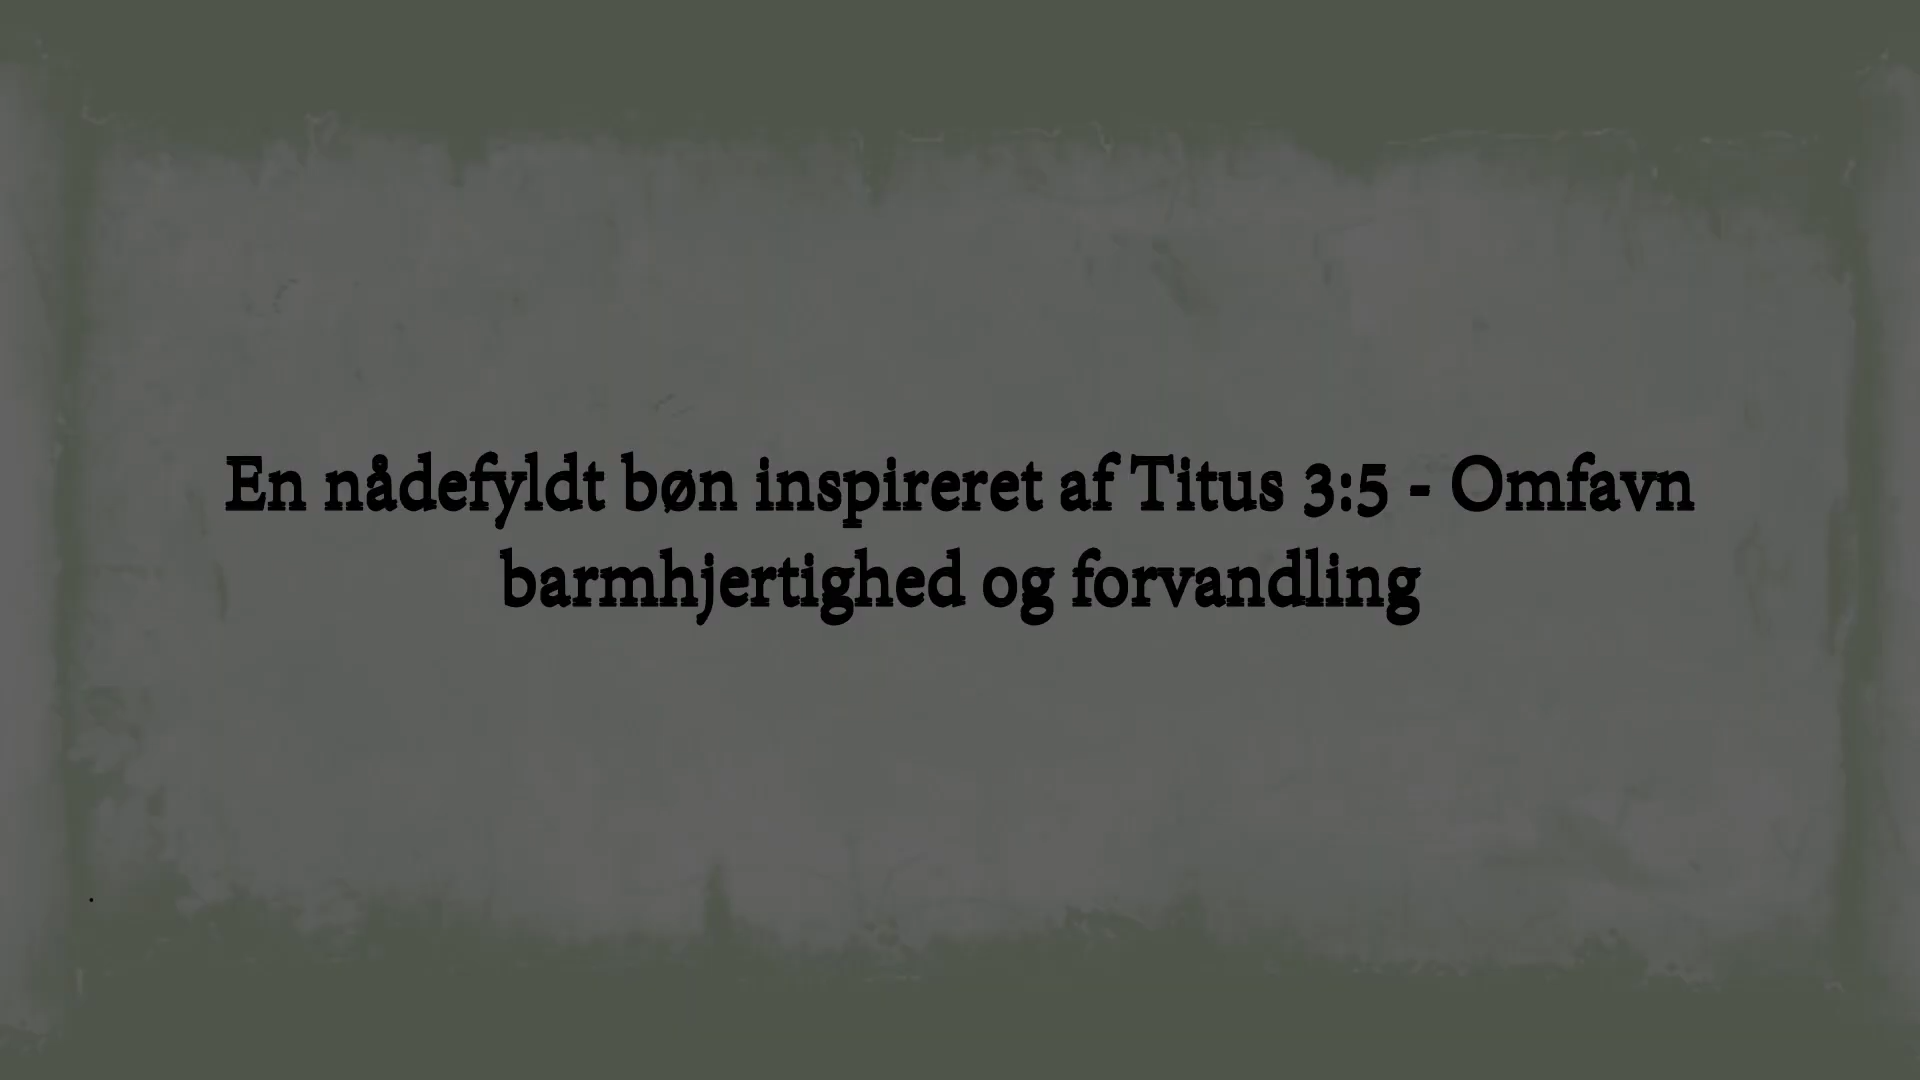 En nådefyldt bøn inspireret af Titus 3:5 - Omfavn
barmhjertighed og forvandling